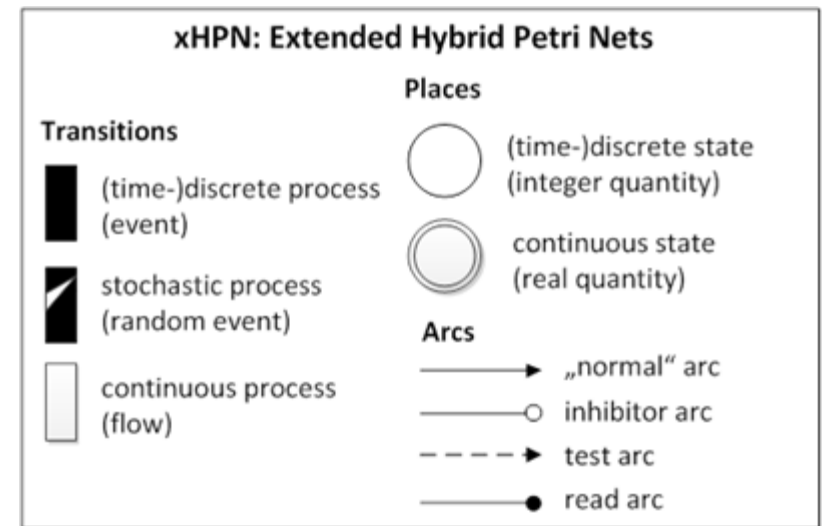 xHPN: Extended Hybrid Petri Nets
Transitions
(time-)discrete process
(event)
stochastic process
(random event)
continuous process
(flow)
Places
(time-)discrete state
(integer quantity)
continuous state
(real quantity)
Arcs
„normal“ arc
inhibitor arc
test arc
read arc